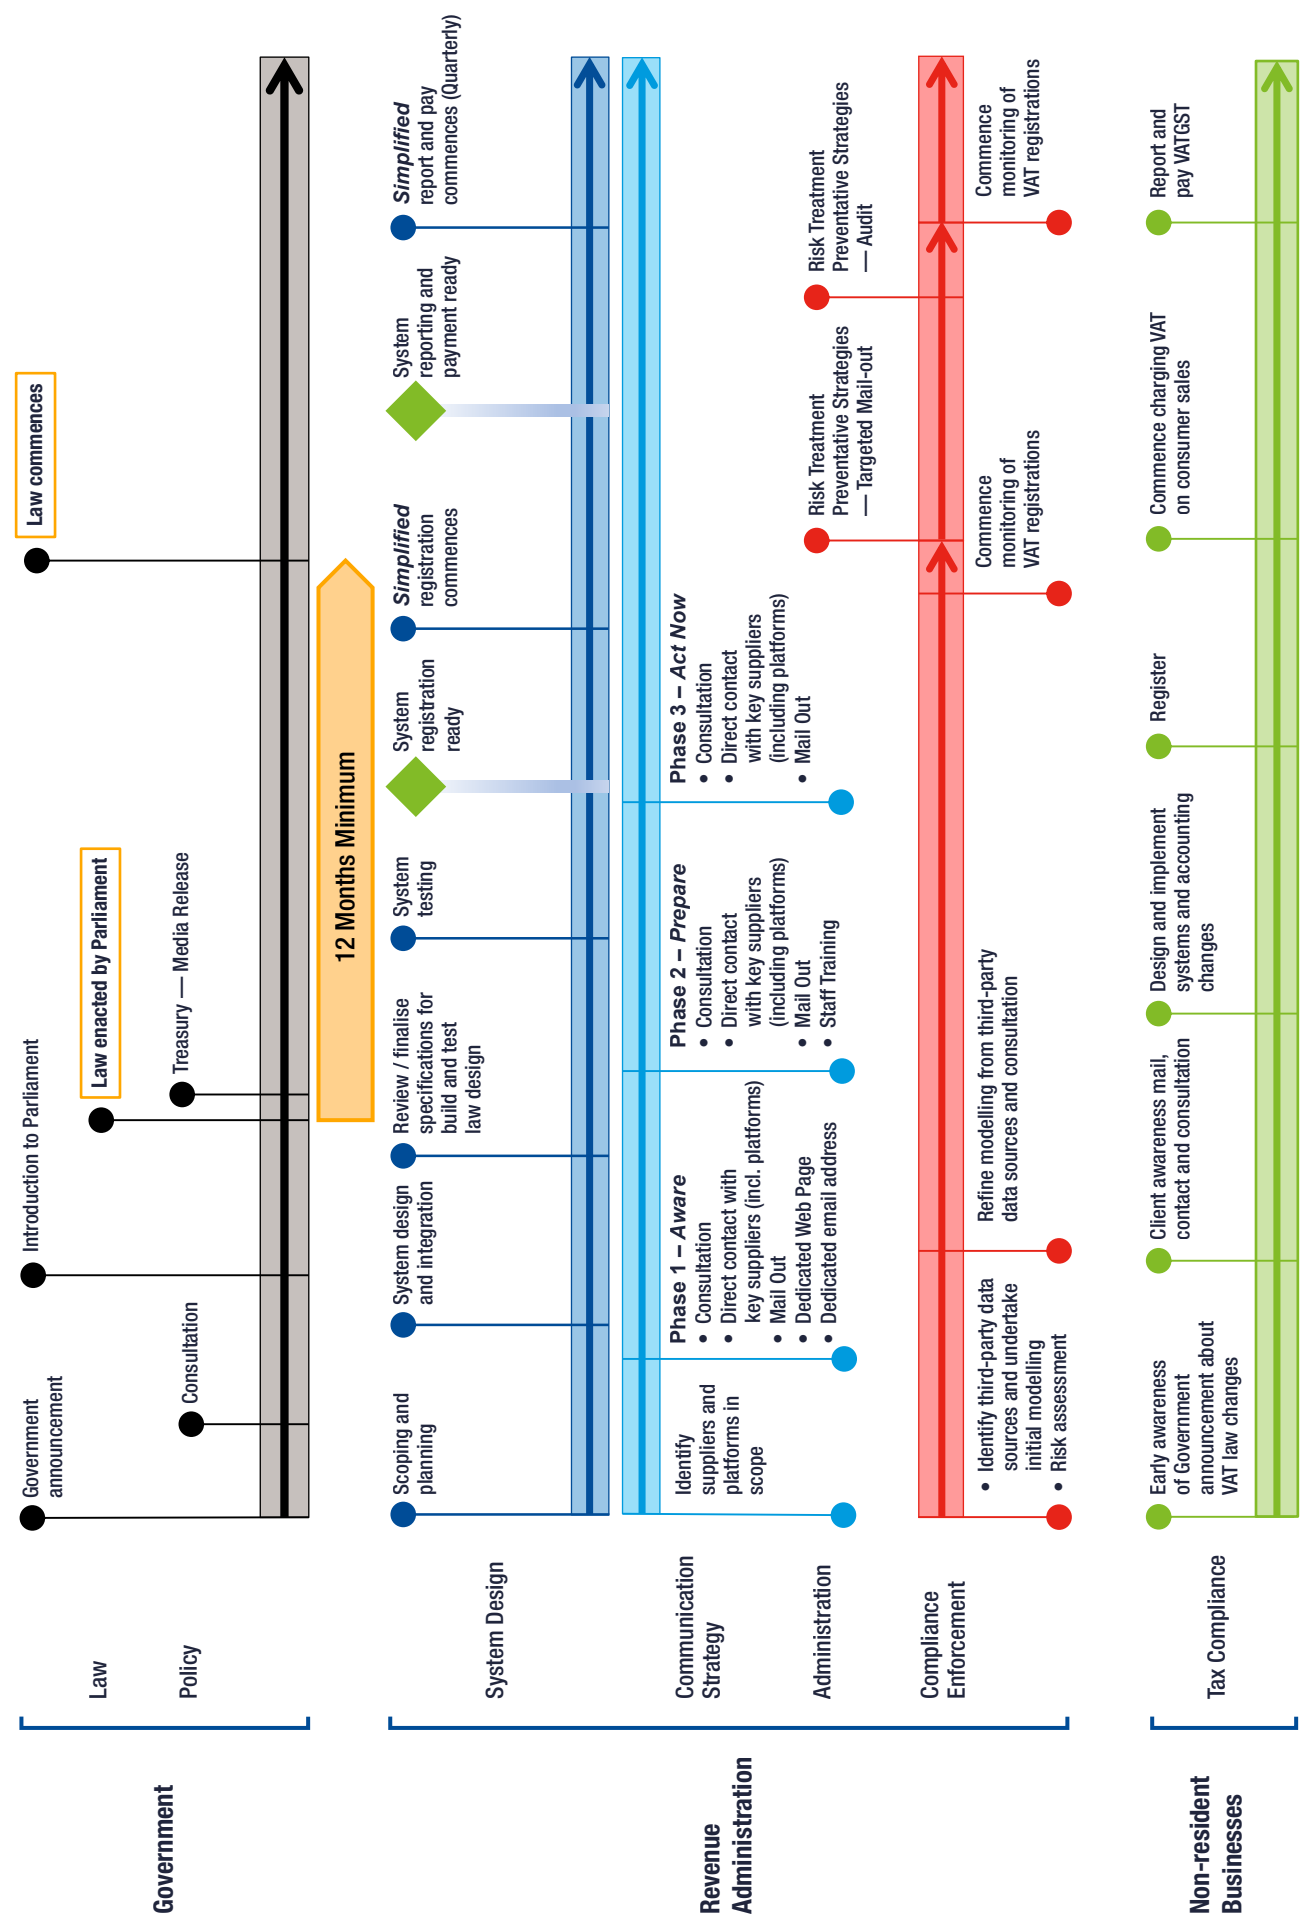 Government
Law
Policy
Government
announcement
Consultation
Introduction to Parliament
Law enacted by Parliament
Treasury — Media Release
Law commences
12 Months Minimum
Revenue
Administration
System Design
Scoping and
planning
System design
and integration
Review / finalise
specifications for
build and test
law design
System
testing
System
registration
ready
Simplified
registration
commences
System
reporting and
payment ready
Simplified
report and pay
commences (Quarterly)
Communication
Strategy
Administration
Identify
suppliers and
platforms in
scope
Phase 1 – Aware
• Consultation
• Direct contact with
key suppliers (incl. platforms)
• Mail Out
• Dedicated Web Page
• Dedicated email address
Phase 2 – Prepare
• Consultation
• Direct contact
with key suppliers
(including platforms)
• Mail Out
• Staff Training
Phase 3 – Act Now
• Consultation
• Direct contact
with key suppliers
(including platforms)
• Mail Out
Compliance
Enforcement
• Identify third-party data
sources and undertake
initial modelling
• Risk assessment
Refine modelling from third-party
data sources and consultation
Risk Treatment
Preventative Strategies
— Targeted Mail-out
Commence
monitoring of
VAT registrations
Risk Treatment
Preventative Strategies
— Audit
Commence
monitoring of
VAT registrations
Non-resident
Businesses
Tax Compliance
Early awareness
of Government
announcement about
VAT law changes
Client awareness mail,
contact and consultation
Design and implement
systems and accounting
changes
Register
Commence charging VAT
on consumer sales
Report and
pay VATGST